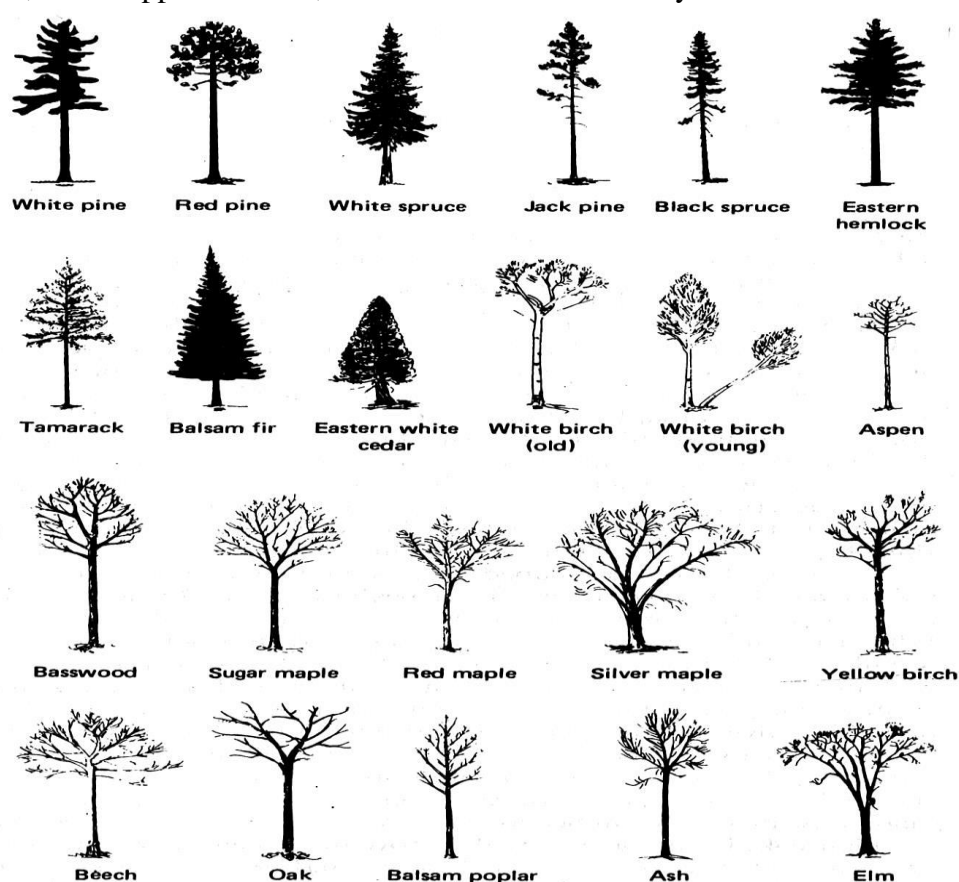 White pine
Red pine
White spruce
Jack pine
Black spruce
Eastern
hemlock
Tamarack
Balsam fir
Eastern white
cedar
White birch
(old)
White birch
(young)
Aspen
Basswood
Sugar maple
Red maple
Silver maple
Yellow birch
Beech
Oak
Balsam poplar
Ash
Elm